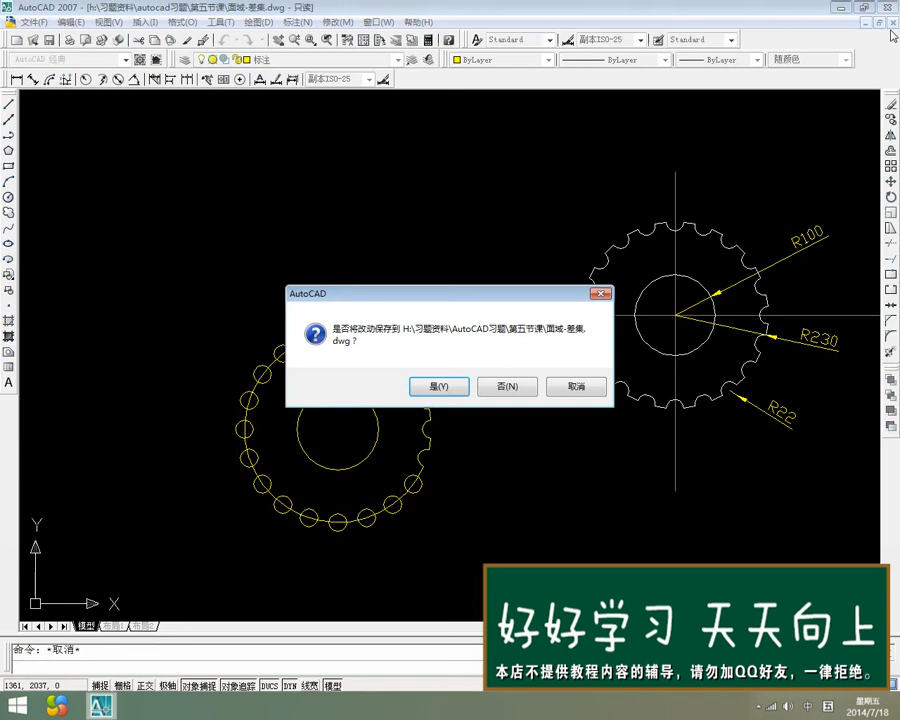 AutoCAD 2007 - [h:\习题资料\autocad习题\第五节课\面域-差集.dwg - 只读]
文件(F) 编辑(E) 视图(V) 插入(I) 格式(O) 工具(T) 绘图(D) 标注(N) 修改(M) 窗口(W) 帮助(H)
Standard 副本ISO-25 Standard
AutoCAD 经典 标注 ByLayer ByLayer ByLayer 随颜色
副本ISO-25
R100
R230
R22
AutoCAD
是否将改动保存到 H:\习题资料\AutoCAD习题\第五节课\面域-差集.
dwg ?
是(Y) 否(N) 取消
Y
X
模型 布局1 布局2
命令: *取消*
1361, 2037, 0 捕捉 栅格 正交 极轴 对象捕捉 对象追踪 DUCS DYN 线宽 模型
好好学习 天天向上
本店不提供教程内容的辅导，请勿加QQ好友，一律拒绝。
中
五
星期五
2014/7/18